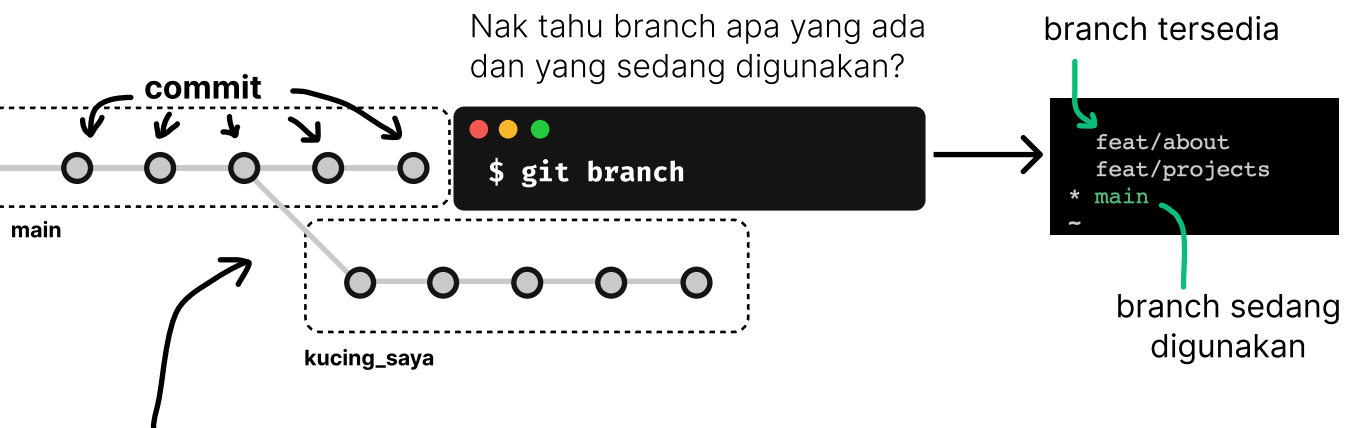 Nak tahu branch apa yang ada
dan yang sedang digunakan?
branch tersedia
commit
$ git branch
feat/about
feat/projects
* main
~
main
kucing_saya
branch sedang
digunakan